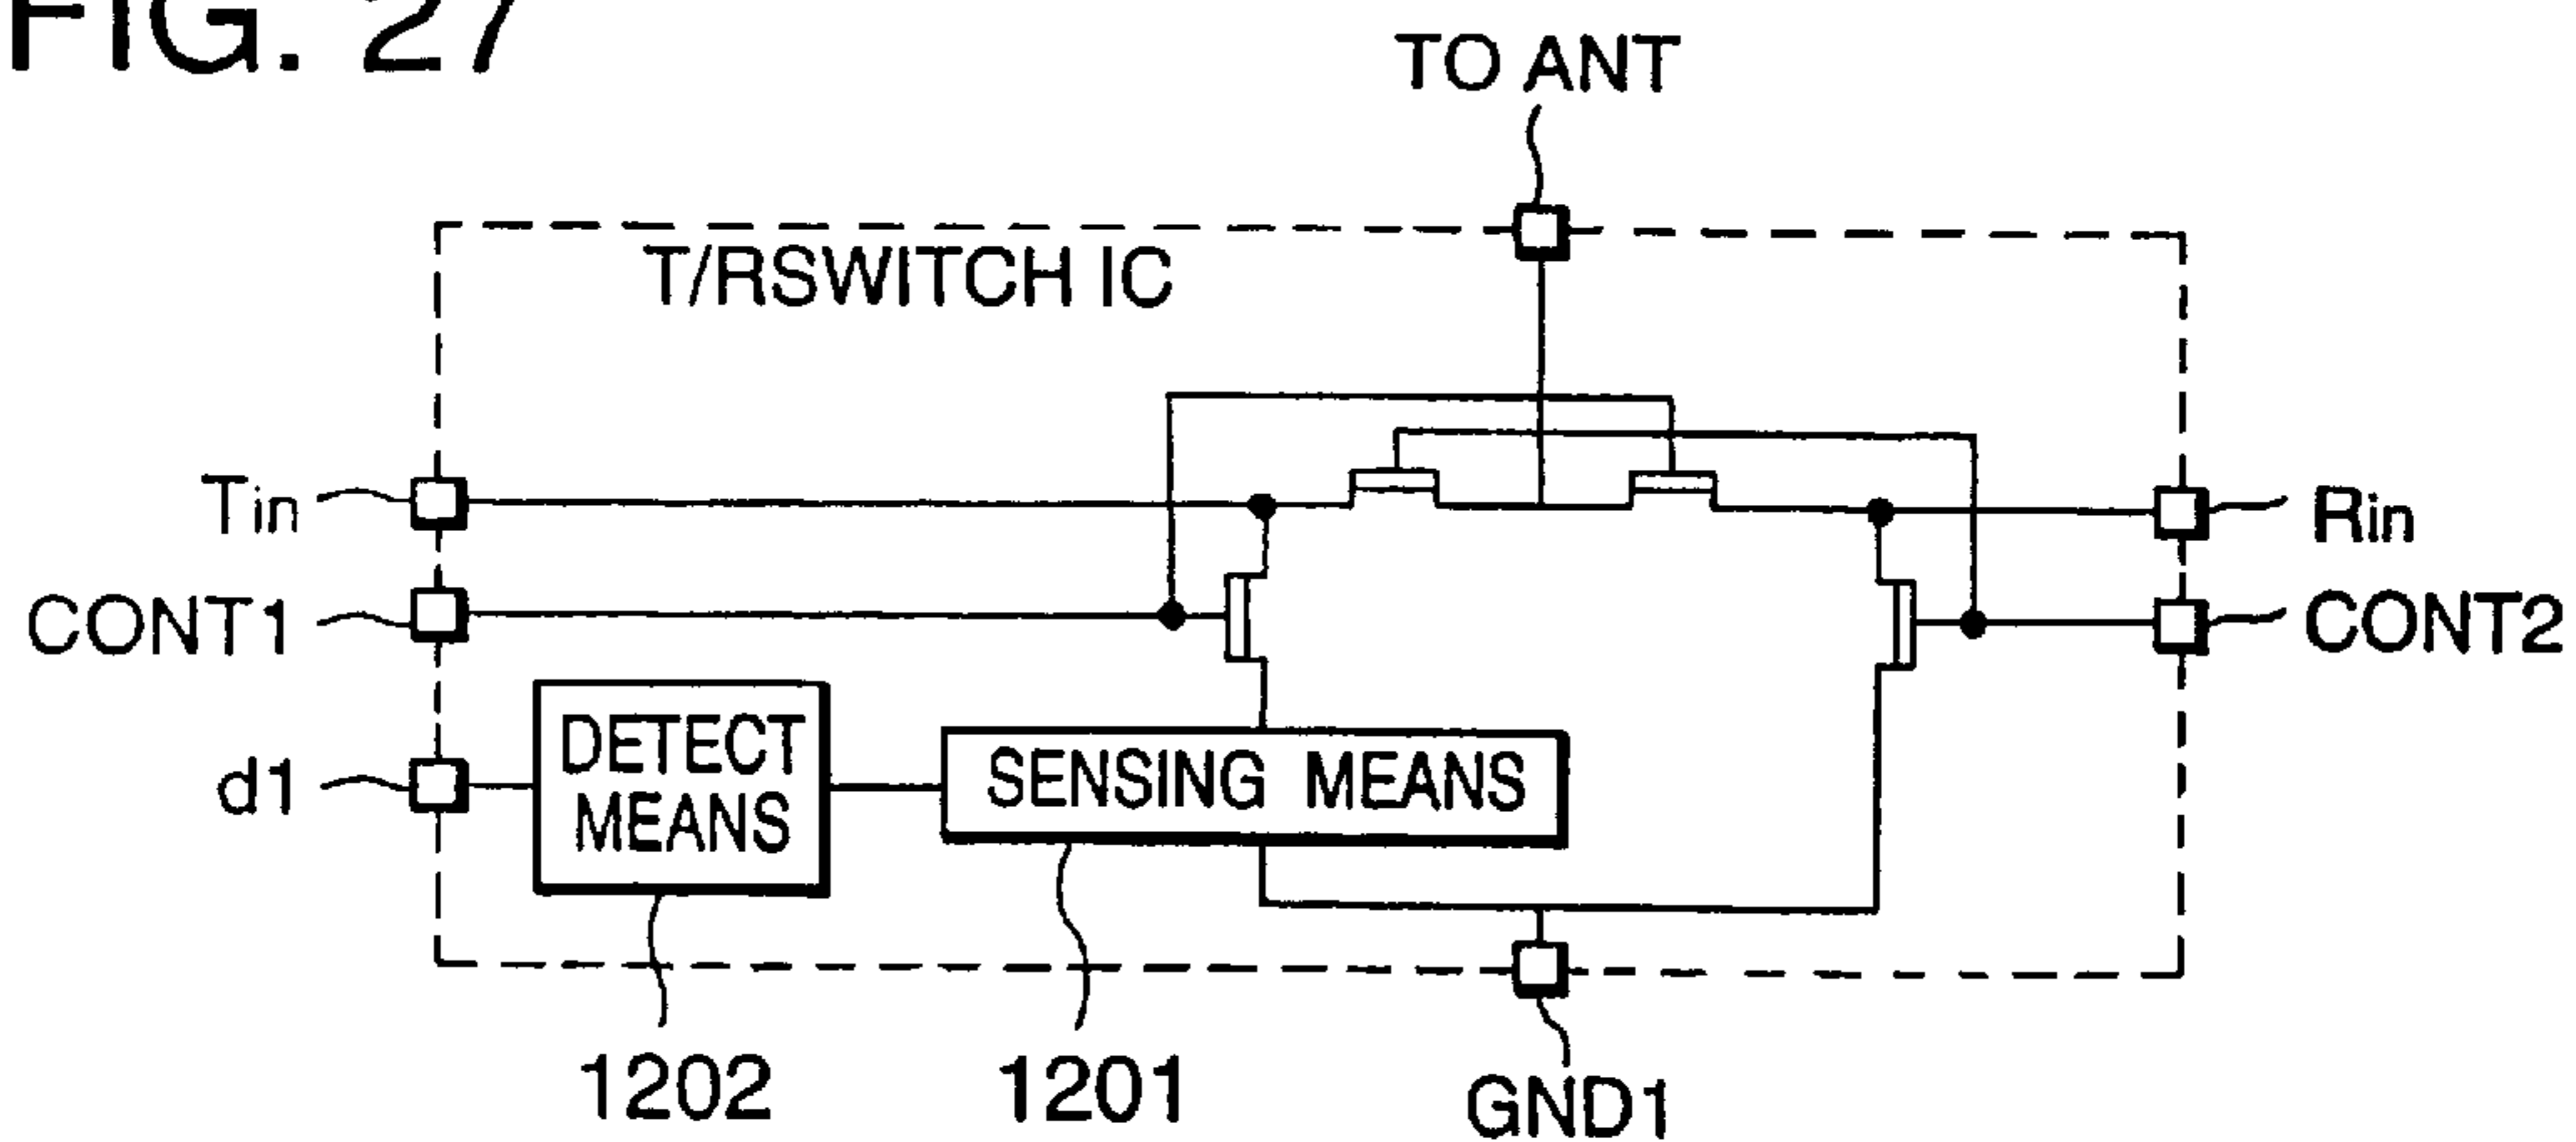 FIG. 27
TO ANT
T/RSWITCH IC
Tin
Rin
CONT1
CONT2
d1
DETECT
MEANS
SENSING MEANS
1202
1201
GND1